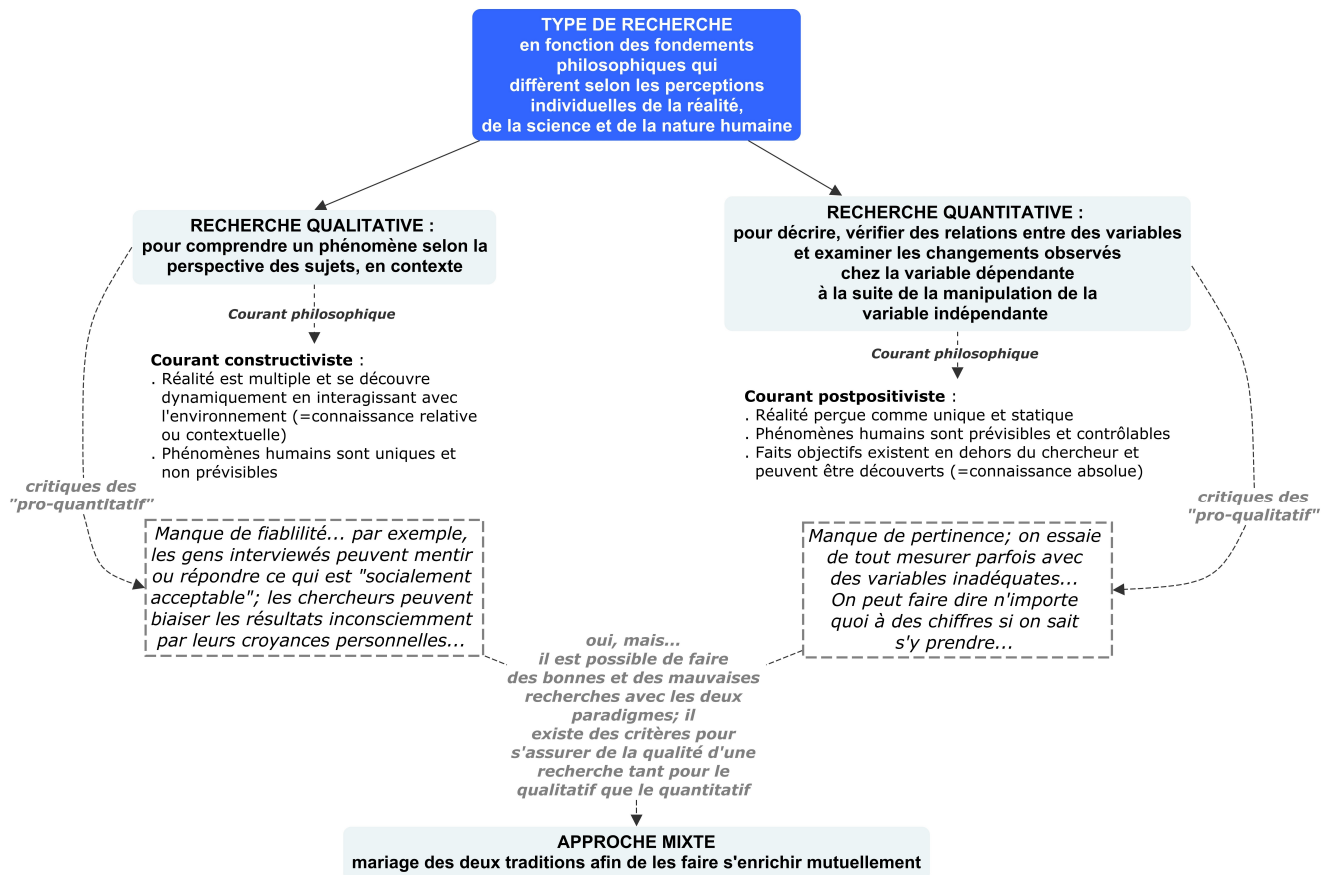 TYPE DE RECHERCHE
en fonction des fondements
philosophiques qui
diffèrent selon les perceptions
individuelles de la réalité,
de la science et de la nature humaine
RECHERCHE QUALITATIVE :
pour comprendre un phénomène selon la
perspective des sujets, en contexte
RECHERCHE QUANTITATIVE :
pour décrire, vérifier des relations entre des variables
et examiner les changements observés
chez la variable dépendante
à la suite de la manipulation de la
variable indépendante
Courant philosophique
Courant constructiviste :
. Réalité est multiple et se découvre
dynamiquement en interagissant avec
l'environnement (=connaissance relative
ou contextuelle)
. Phénomènes humains sont uniques et
non prévisibles
Courant philosophique
Courant postpositiviste :
. Réalité perçue comme unique et statique
. Phénomènes humains sont prévisibles et contrôlables
. Faits objectifs existent en dehors du chercheur et
peuvent être découverts (=connaissance absolue)
critiques des
"pro-quantitatif"
Manque de fiablilité... par exemple,
les gens interviewés peuvent mentir
ou répondre ce qui est "socialement
acceptable"; les chercheurs peuvent
biaiser les résultats inconsciemment
par leurs croyances personnelles...
critiques des
"pro-qualitatif"
Manque de pertinence; on essaie
de tout mesurer parfois avec
des variables inadéquates...
On peut faire dire n'importe
quoi à des chiffres si on sait
s'y prendre...
oui, mais...
il est possible de faire
des bonnes et des mauvaises
recherches avec les deux
paradigmes; il
existe des critères pour
s'assurer de la qualité d'une
recherche tant pour le
qualitatif que le quantitatif
APPROCHE MIXTE
mariage des deux traditions afin de les faire s'enrichir mutuellement